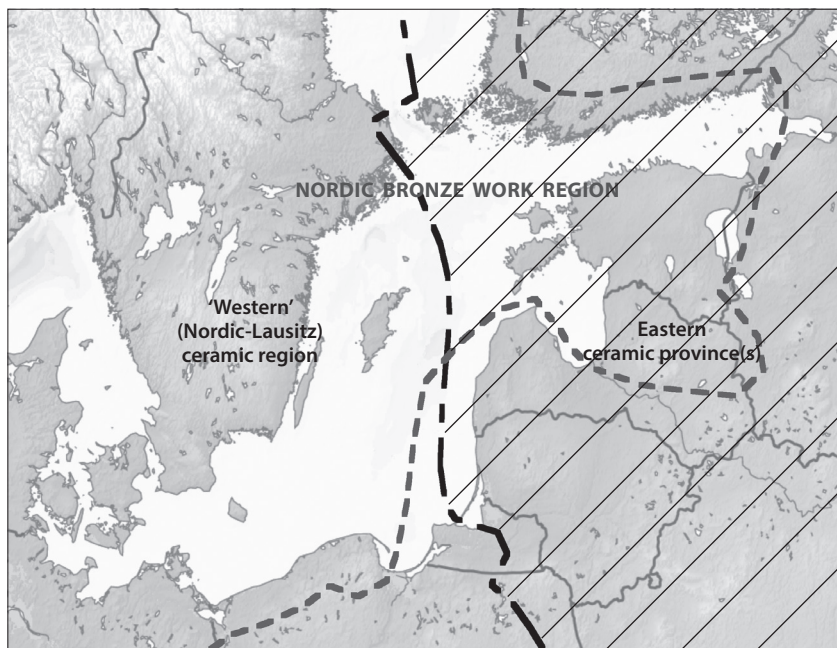 NORDIC BRONZE WORK REGION
'Western'
(Nordic-Lausitz)
ceramic region
Eastern
ceramic province(s)